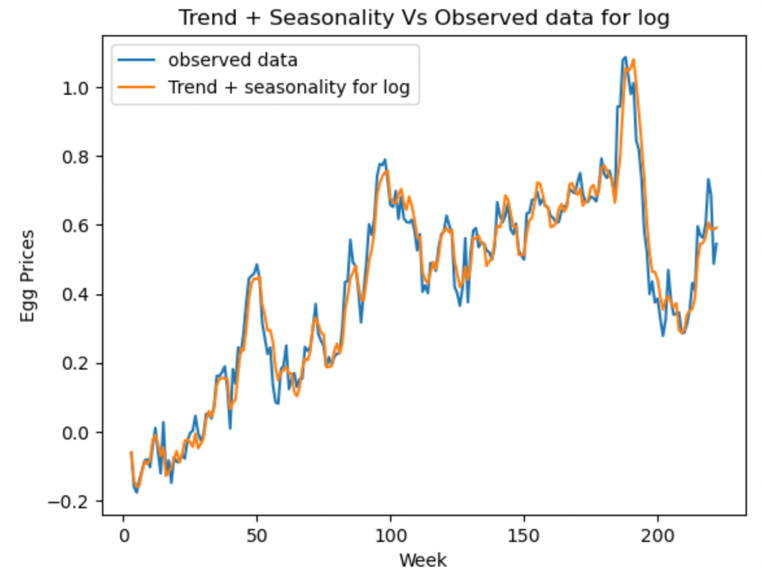 Trend + Seasonality Vs Observed data for log
observed data
Trend + seasonality for log
1.0
0.8
0.6
0.4
0.2
0.0
−0.2
Egg Prices
0 50 100 150 200
Week